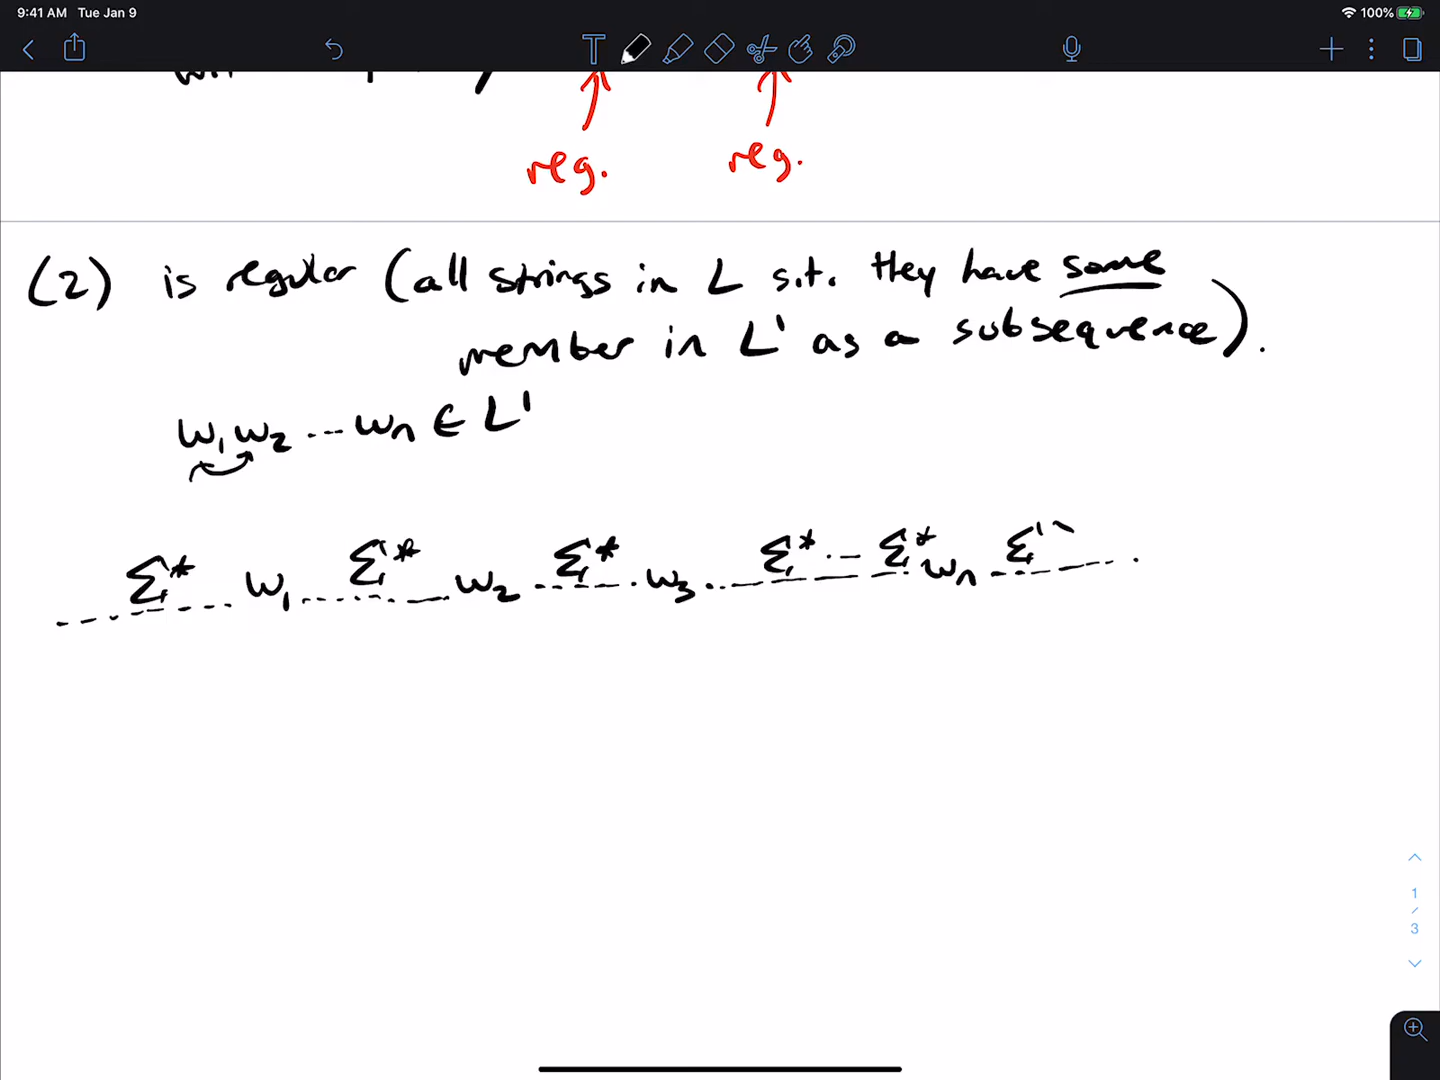 9:41 AM Tue Jan 9 100%
T
reg. reg.
(2) is regular (all strings in L s.t. they have some
member in L' as a subsequence).
w₁w₂ ... wₙ ∈ L'
Σ* w₁ Σ* w₂ Σ* w₃ Σ* ·– Σ* wₙ Σ
1
/
3